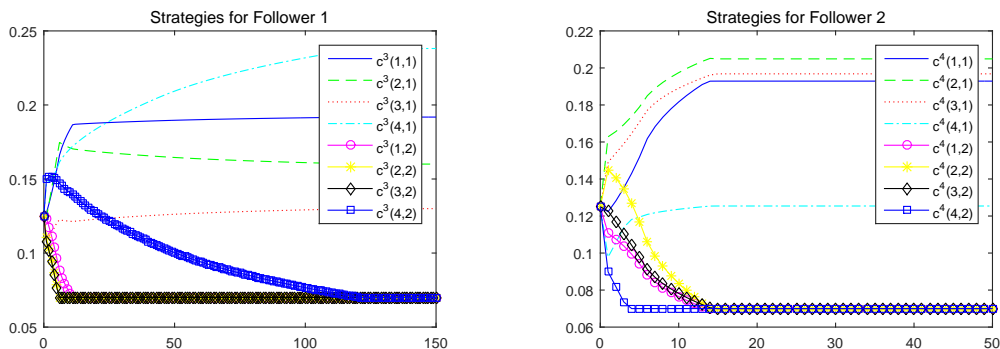 Strategies for Follower 1
0.25
0.2
0.15
0.1
0.05
0
50
100
150
c³(1,1)
c³(2,1)
c³(3,1)
c³(4,1)
c³(1,2)
c³(2,2)
c³(3,2)
c³(4,2)
Strategies for Follower 2
0.22
0.2
0.18
0.16
0.14
0.12
0.1
0.08
0.06
0
10
20
30
40
50
c⁴(1,1)
c⁴(2,1)
c⁴(3,1)
c⁴(4,1)
c⁴(1,2)
c⁴(2,2)
c⁴(3,2)
c⁴(4,2)